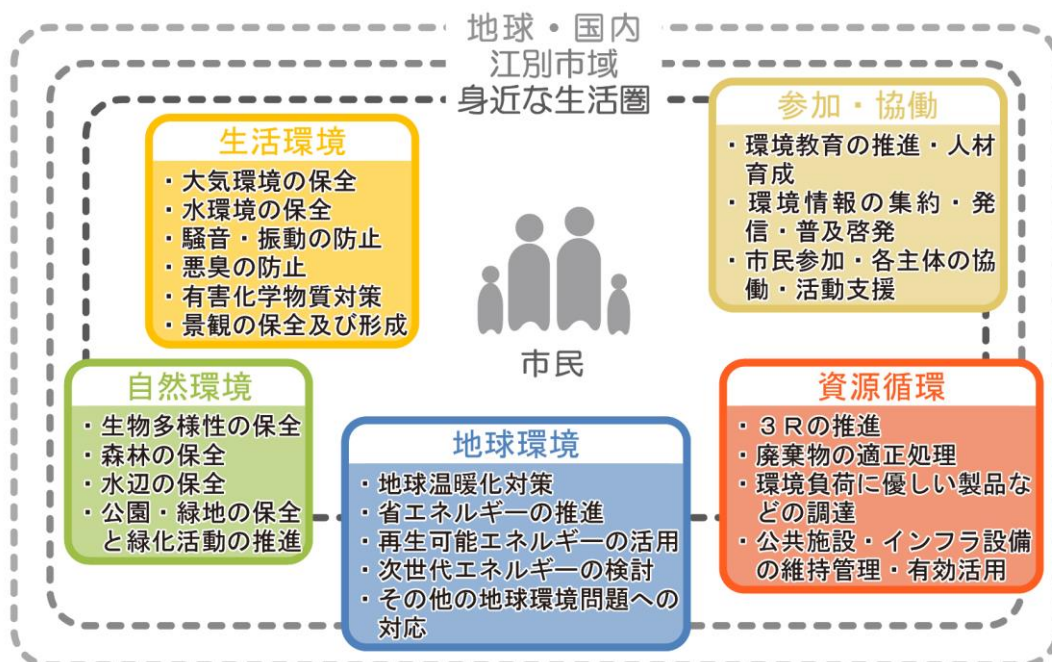 地球・国内
江別市域
身近な生活圏
生活環境
・大気環境の保全
・水環境の保全
・騒音・振動の防止
・悪臭の防止
・有害化学物質対策
・景観の保全及び形成
参加・協働
・環境教育の推進・人材
育成
・環境情報の集約・発
信・普及啓発
・市民参加・各主体の協
働・活動支援
市民
自然環境
・生物多様性の保全
・森林の保全
・水辺の保全
・公園・緑地の保全
と緑化活動の推進
地球環境
・地球温暖化対策
・省エネルギーの推進
・再生可能エネルギーの活用
・次世代エネルギーの検討
・その他の地球環境問題への
対応
資源循環
・３Ｒの推進
・廃棄物の適正処理
・環境負荷に優しい製品な
どの調達
・公共施設・インフラ設備
の維持管理・有効活用